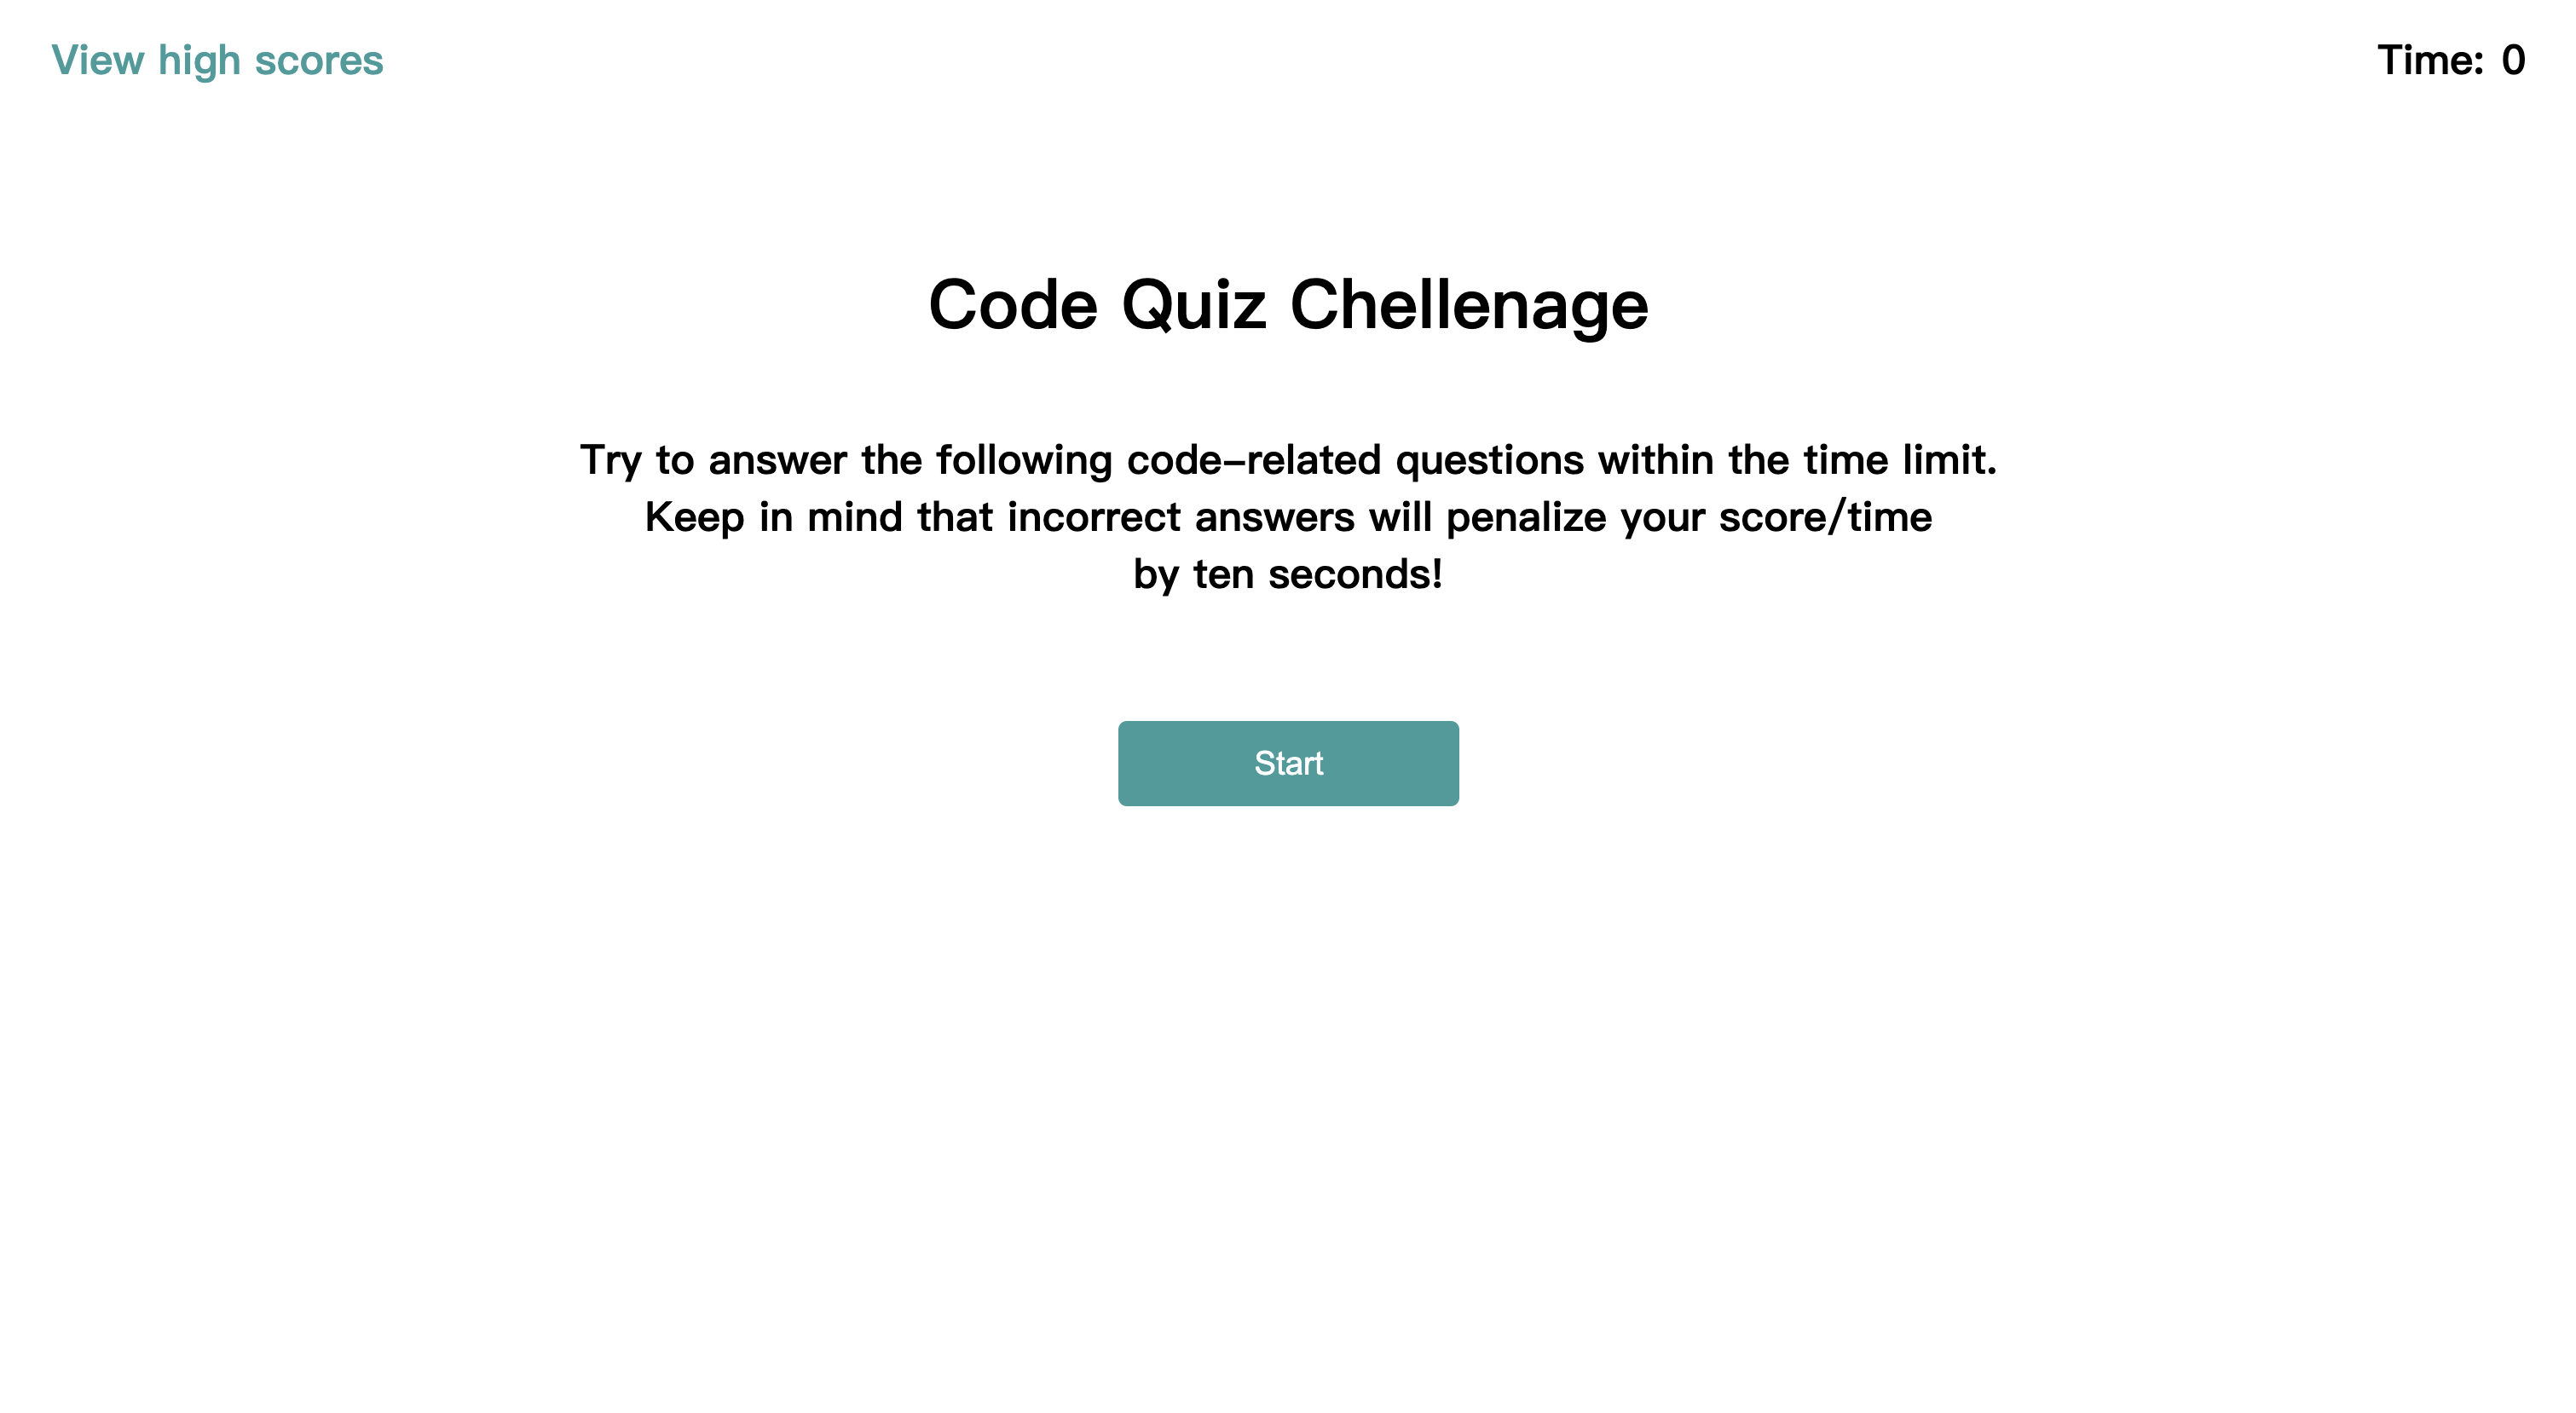 View high scores
Time: 0
Code Quiz Chellenage
Try to answer the following code-related questions within the time limit.
Keep in mind that incorrect answers will penalize your score/time
by ten seconds!
Start